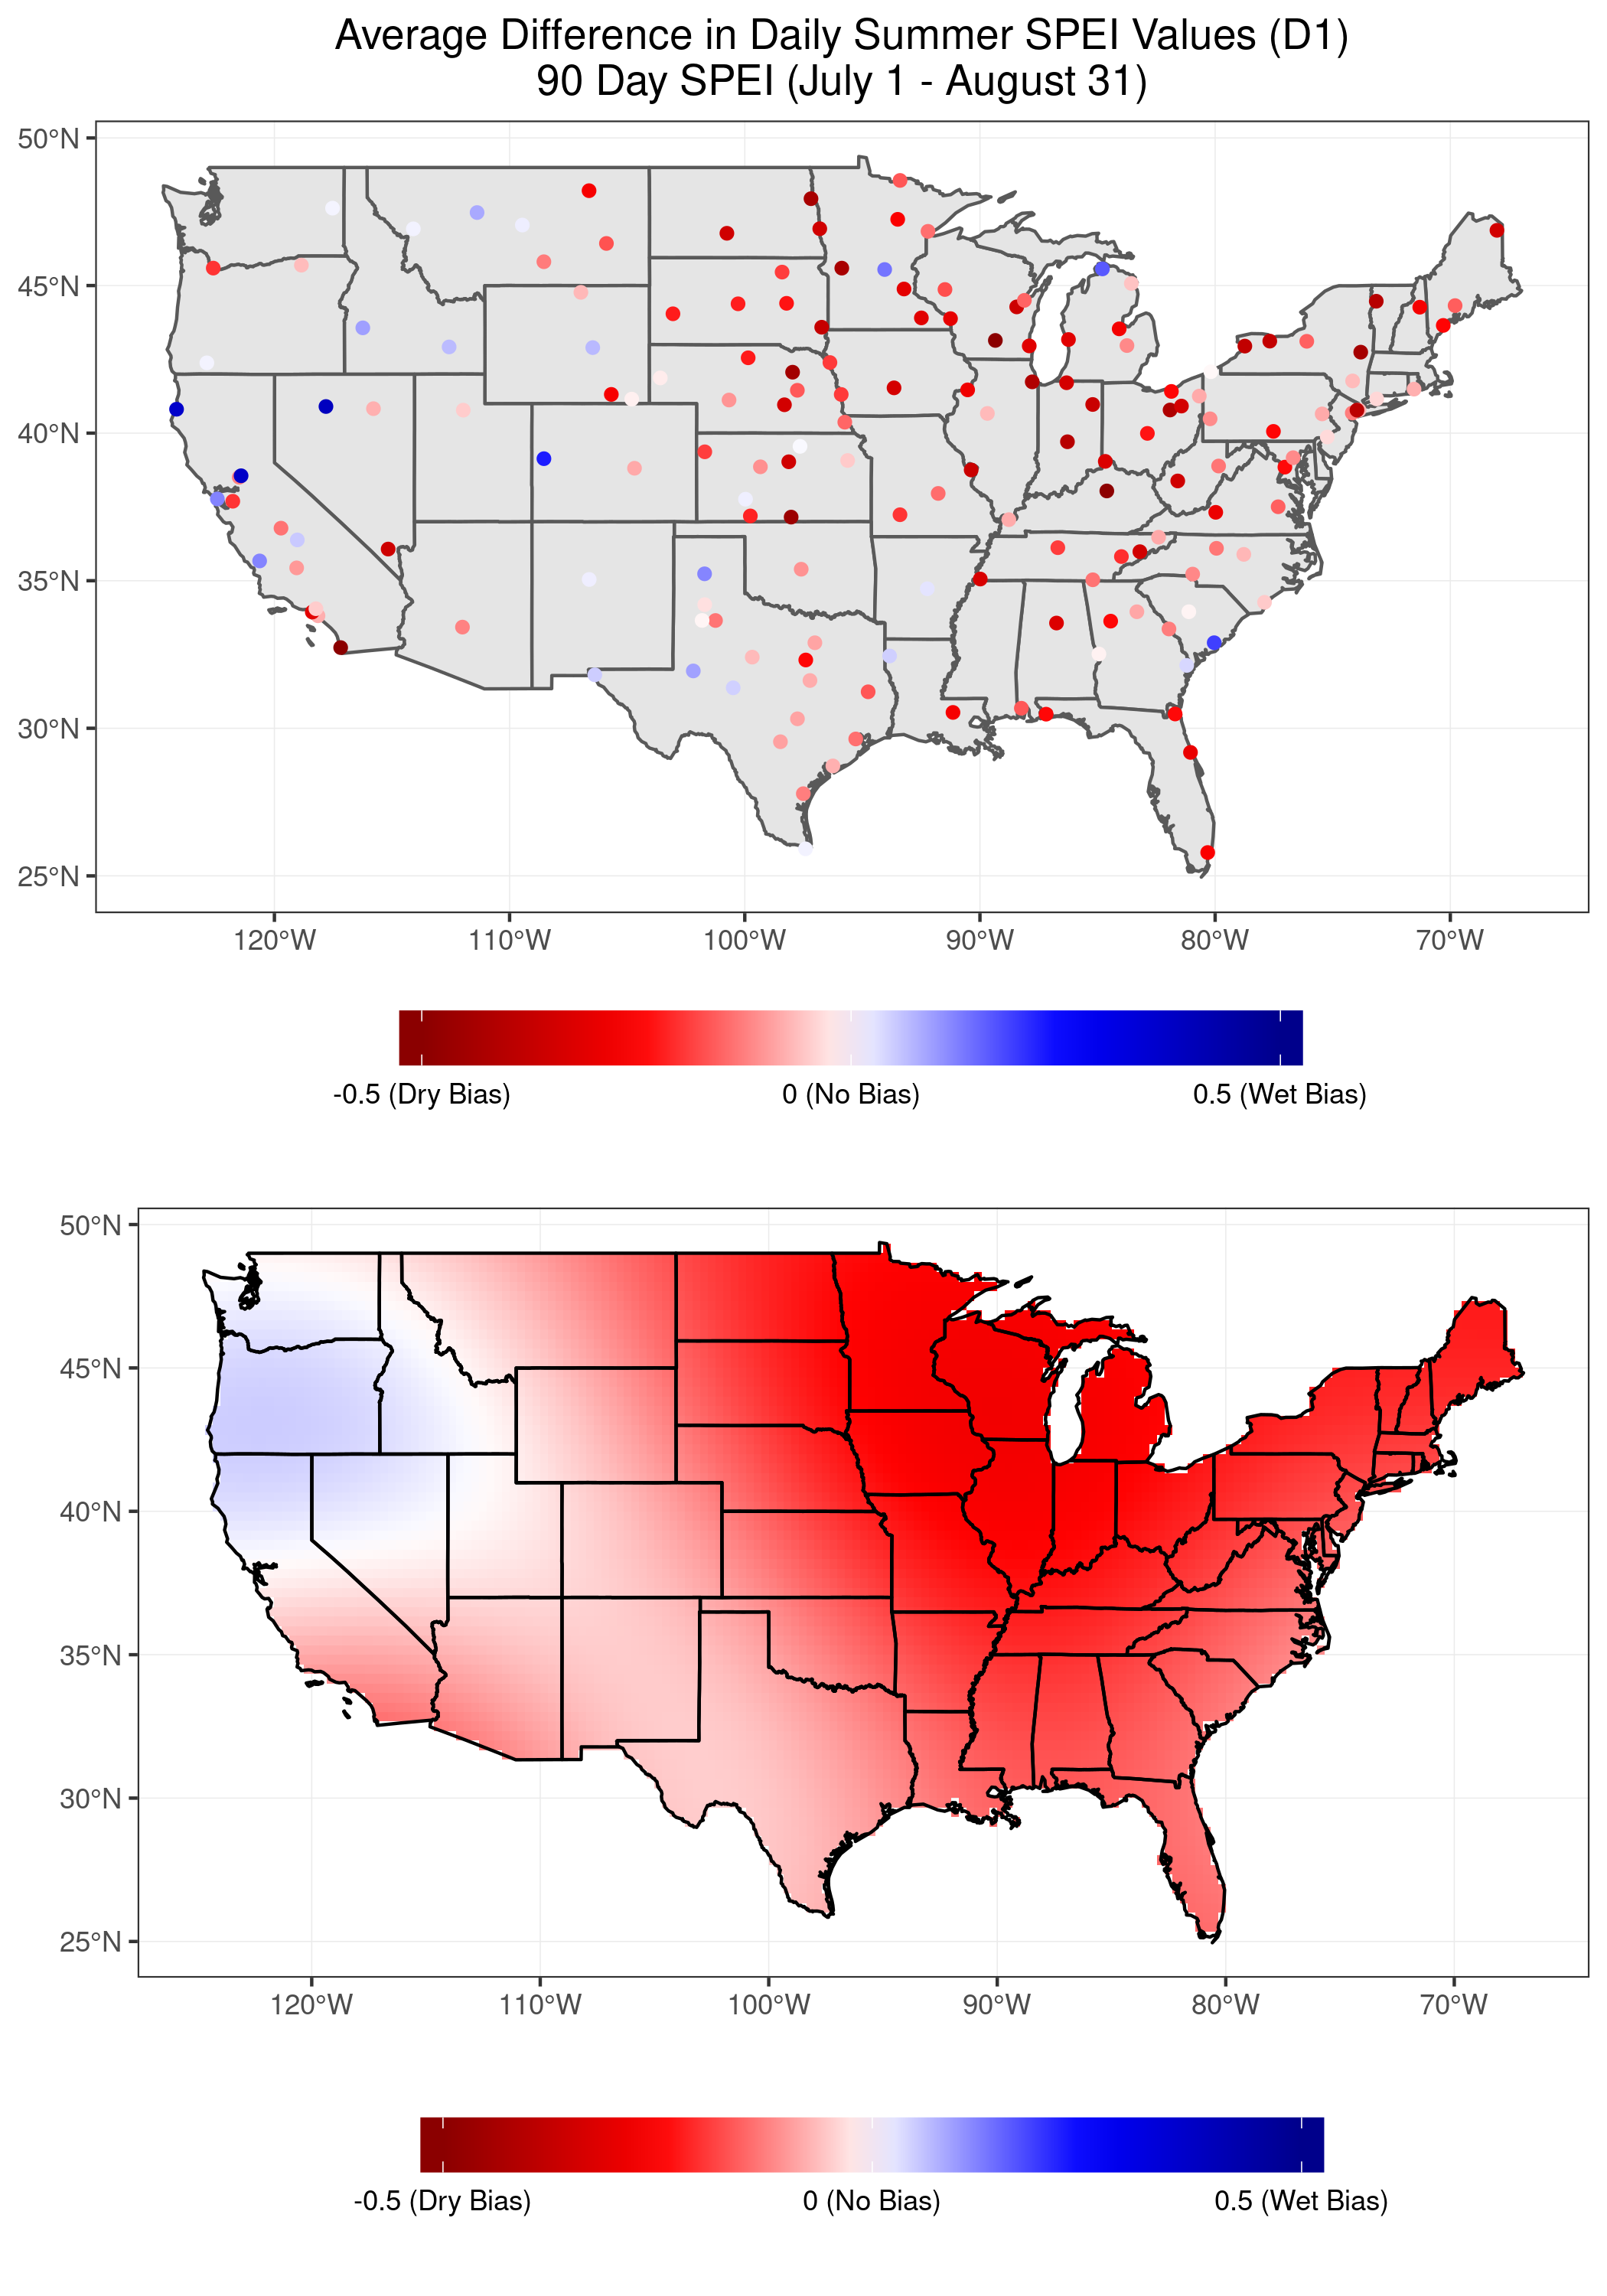 Average Difference in Daily Summer SPEI Values (D1)
90 Day SPEI (July 1 - August 31)
50°N
45°N
40°N
35°N
30°N
25°N
120°W 110°W 100°W 90°W 80°W 70°W
-0.5 (Dry Bias) 0 (No Bias) 0.5 (Wet Bias)
50°N
45°N
40°N
35°N
30°N
25°N
120°W 110°W 100°W 90°W 80°W 70°W
-0.5 (Dry Bias) 0 (No Bias) 0.5 (Wet Bias)